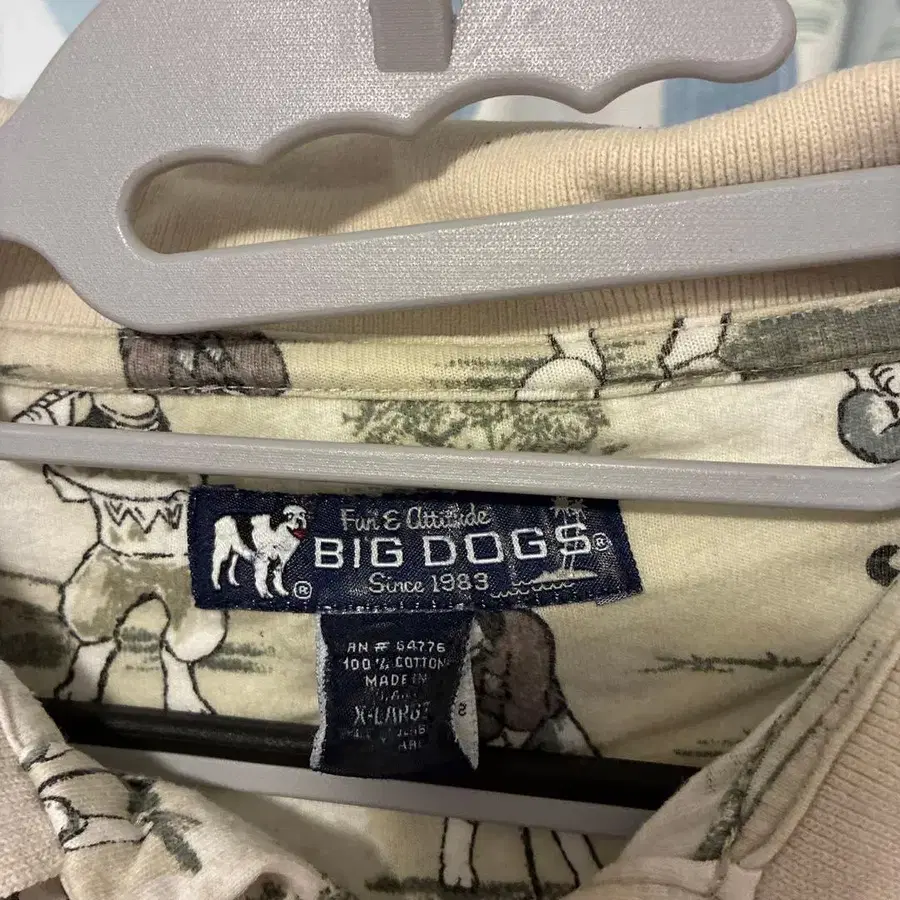 Fun & Attitude
BIG DOGS®
Since 1983
®
RN # 64776
100% COTTON
MADE IN
X-LARGE